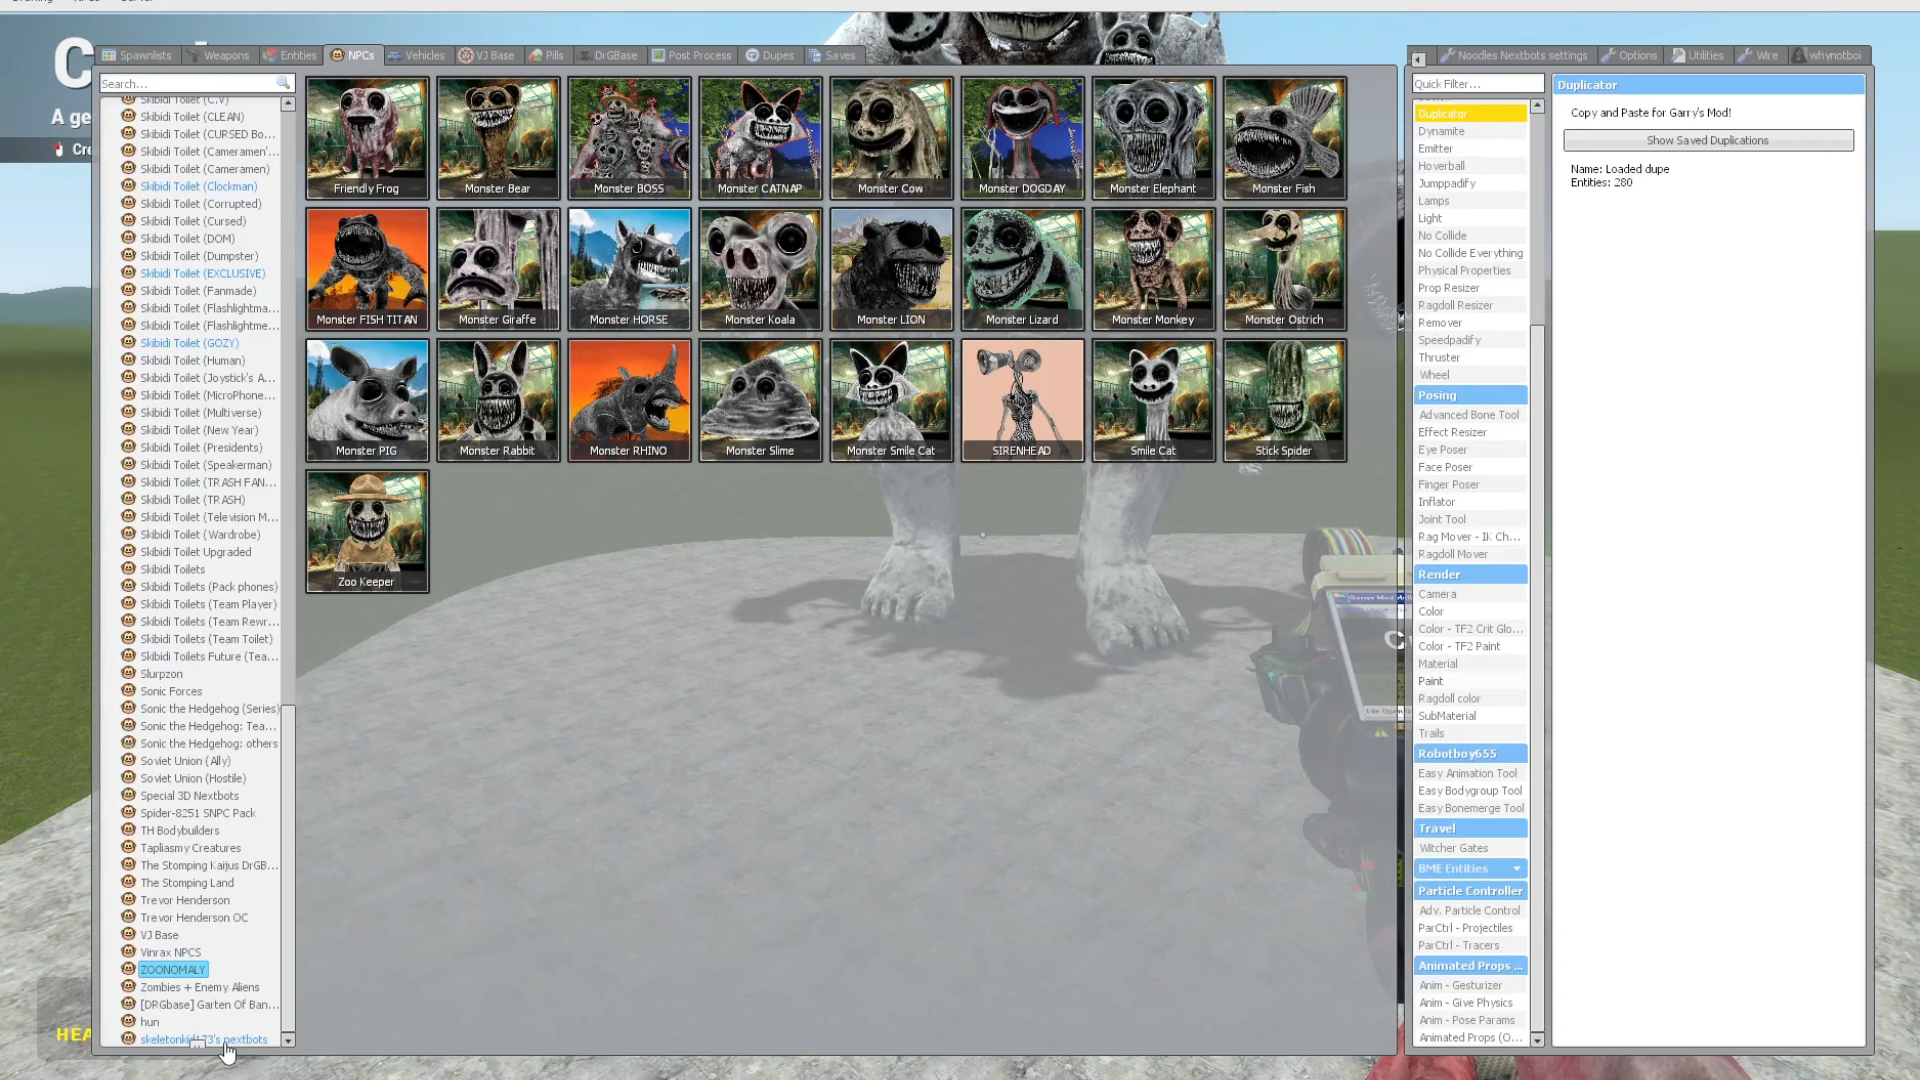 Spawnlists
Weapons
Entities
NPCs
Vehicles
VJ Base
Pills
DrGBase
Post Process
Dupes
Saves
Noodles Nextbots settings
Options
Utilities
Wire
whynotboi
C
A ge
Cre
HEA
Search...
Skibidi Toilet (C.V)
Skibidi Toilet (CLEAN)
Skibidi Toilet (CURSED Bo...
Skibidi Toilet (Cameramen'...
Skibidi Toilet (Cameramen)
Skibidi Toilet (Clockman)
Skibidi Toilet (Corrupted)
Skibidi Toilet (Cursed)
Skibidi Toilet (DOM)
Skibidi Toilet (Dumpster)
Skibidi Toilet (EXCLUSIVE)
Skibidi Toilet (Fanmade)
Skibidi Toilet (Flashlightma...
Skibidi Toilet (Flashlightme...
Skibidi Toilet (GOZY)
Skibidi Toilet (Human)
Skibidi Toilet (Joystick's A...
Skibidi Toilet (MicroPhone...
Skibidi Toilet (Multiverse)
Skibidi Toilet (New Year)
Skibidi Toilet (Presidents)
Skibidi Toilet (Speakerman)
Skibidi Toilet (TRASH FAN...
Skibidi Toilet (TRASH)
Skibidi Toilet (Television M...
Skibidi Toilet (Wardrobe)
Skibidi Toilet Upgraded
Skibidi Toilets
Skibidi Toilets (Pack phones)
Skibidi Toilets (Team Player)
Skibidi Toilets (Team Rewr...
Skibidi Toilets (Team Toilet)
Skibidi Toilets Future (Tea...
Slurpzon
Sonic Forces
Sonic the Hedgehog (Series)
Sonic the Hedgehog: Tea...
Sonic the Hedgehog: others
Soviet Union (Ally)
Soviet Union (Hostile)
Special 3D Nextbots
Spider-8251 SNPC Pack
TH Bodybuilders
Tapliasmy Creatures
The Stomping Kaijus DrGB...
The Stomping Land
Trevor Henderson
Trevor Henderson OC
VJ Base
Vinrax NPCS
ZOONOMALY
Zombies + Enemy Aliens
[DRGbase] Garten Of Ban...
hun
skeletonkid173's nextbots
Friendly Frog
Monster Bear
Monster BOSS
Monster CATNAP
Monster Cow
Monster DOGDAY
Monster Elephant
Monster Fish
Monster FISH TITAN
Monster Giraffe
Monster HORSE
Monster Koala
Monster LION
Monster Lizard
Monster Monkey
Monster Ostrich
Monster PIG
Monster Rabbit
Monster RHINO
Monster Slime
Monster Smile Cat
SIRENHEAD
Smile Cat
Stick Spider
Zoo Keeper
Quick Filter...
Duplicator
Dynamite
Emitter
Hoverball
Jumppadify
Lamps
Light
No Collide
No Collide Everything
Physical Properties
Prop Resizer
Ragdoll Resizer
Remover
Speedpadify
Thruster
Wheel
Posing
Advanced Bone Tool
Effect Resizer
Eye Poser
Face Poser
Finger Poser
Inflator
Joint Tool
Rag Mover - IK Ch...
Ragdoll Mover
Render
Camera
Color
Color - TF2 Crit Glo...
Color - TF2 Paint
Material
Paint
Ragdoll color
SubMaterial
Trails
Robotboy655
Easy Animation Tool
Easy Bodygroup Tool
Easy Bonemerge Tool
Travel
Witcher Gates
BME Entities
Particle Controller
Adv. Particle Control
ParCtrl - Projectiles
ParCtrl - Tracers
Animated Props ...
Anim - Gesturizer
Anim - Give Physics
Anim - Pose Params
Animated Props (O...
Duplicator
Copy and Paste for Garry's Mod!
Show Saved Duplications
Name: Loaded dupe
Entities: 280